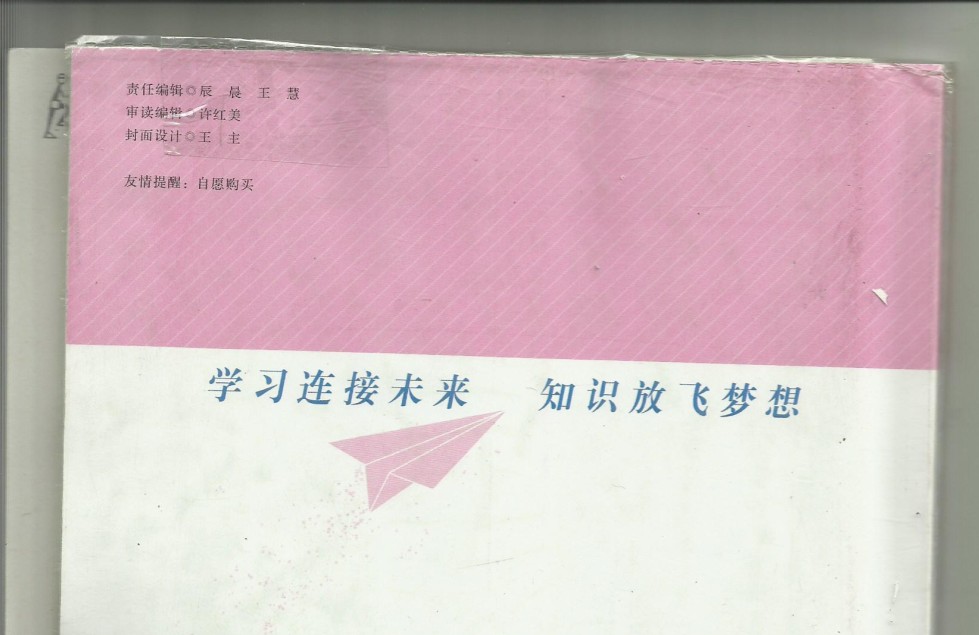 责任编辑◎辰 晨 王 慧
审读编辑◎许红美
封面设计◎王 主
友情提醒：自愿购买
学习连接未来 知识放飞梦想